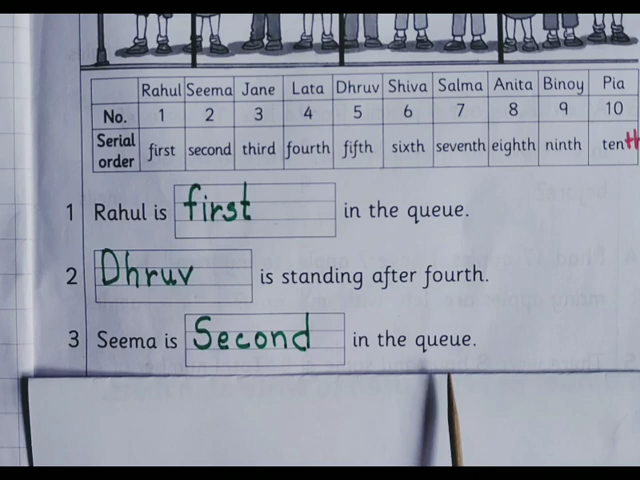 Rahul Seema Jane Lata Dhruv Shiva Salma Anita Binoy Pia
No. 1 2 3 4 5 6 7 8 9 10
Serial order first second third fourth fifth sixth seventh eighth ninth tenth
1 Rahul is first in the queue.
2 Dhruv is standing after fourth.
3 Seema is Second in the queue.